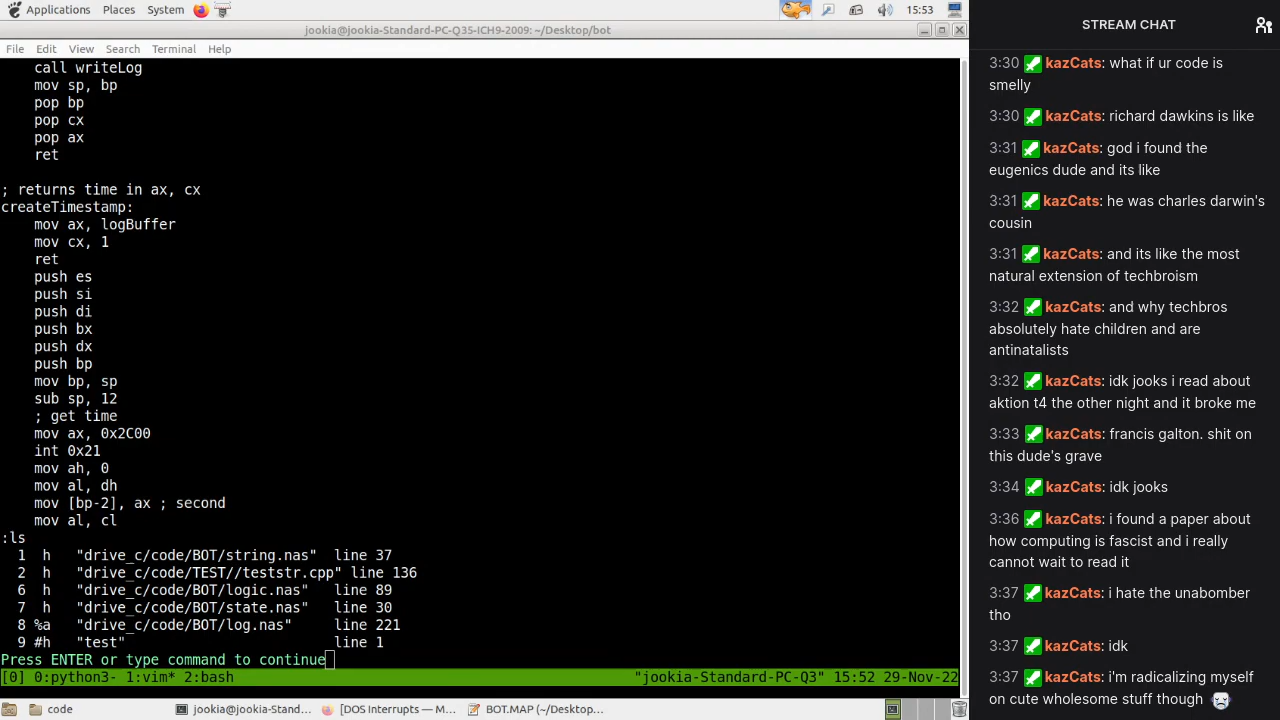 Applications Places System 15:53
jookia@jookia-Standard-PC-Q35-ICH9-2009: ~/Desktop/bot
File Edit View Search Terminal Help
call writeLog
mov sp, bp
pop bp
pop cx
pop ax
ret
; returns time in ax, cx
createTimestamp:
mov ax, logBuffer
mov cx, 1
ret
push es
push si
push di
push bx
push dx
push bp
mov bp, sp
sub sp, 12
; get time
mov ax, 0x2C00
int 0x21
mov ah, 0
mov al, dh
mov [bp-2], ax ; second
mov al, cl
:ls
1 h "drive_c/code/BOT/string.nas" line 37
2 h "drive_c/code/TEST//teststr.cpp" line 136
6 h "drive_c/code/BOT/logic.nas" line 89
7 h "drive_c/code/BOT/state.nas" line 30
8 %a "drive_c/code/BOT/log.nas" line 221
9 #h "test" line 1
Press ENTER or type command to continue
[0] 0:python3- 1:vim* 2:bash "jookia-Standard-PC-Q3" 15:52 29-Nov-22
code jookia@jookia-Stand... [DOS Interrupts — M... BOT.MAP (~/Desktop...
STREAM CHAT
3:30 kazCats: what if ur code is
smelly
3:30 kazCats: richard dawkins is like
3:31 kazCats: god i found the
eugenics dude and its like
3:31 kazCats: he was charles darwin's
cousin
3:31 kazCats: and its like the most
natural extension of techbroism
3:32 kazCats: and why techbros
absolutely hate children and are
antinatalists
3:32 kazCats: idk jooks i read about
aktion t4 the other night and it broke me
3:33 kazCats: francis galton. shit on
this dude's grave
3:34 kazCats: idk jooks
3:36 kazCats: i found a paper about
how computing is fascist and i really
cannot wait to read it
3:37 kazCats: i hate the unabomber
tho
3:37 kazCats: idk
3:37 kazCats: i'm radicalizing myself
on cute wholesome stuff though